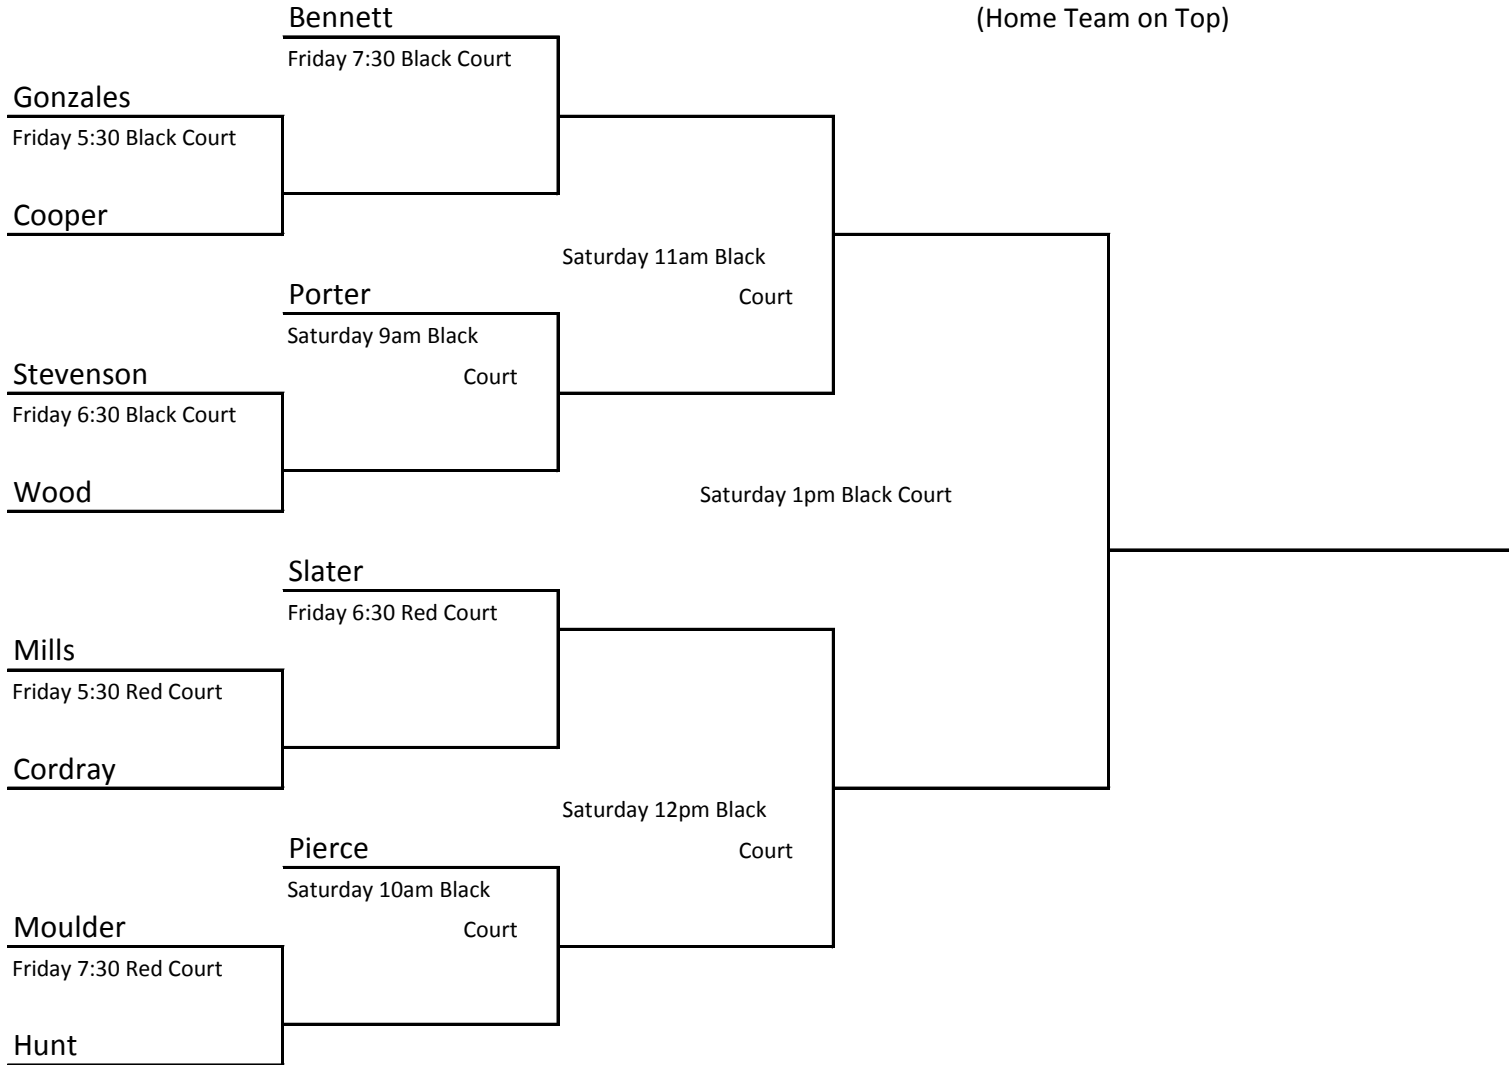 Bennett
(Home Team on Top)
Friday 7:30 Black Court
Gonzales
Friday 5:30 Black Court
Cooper
Saturday 11am Black
Court
Porter
Saturday 9am Black
Court
Stevenson
Friday 6:30 Black Court
Wood
Saturday 1pm Black Court
Slater
Friday 6:30 Red Court
Mills
Friday 5:30 Red Court
Cordray
Saturday 12pm Black
Court
Pierce
Saturday 10am Black
Court
Moulder
Friday 7:30 Red Court
Hunt